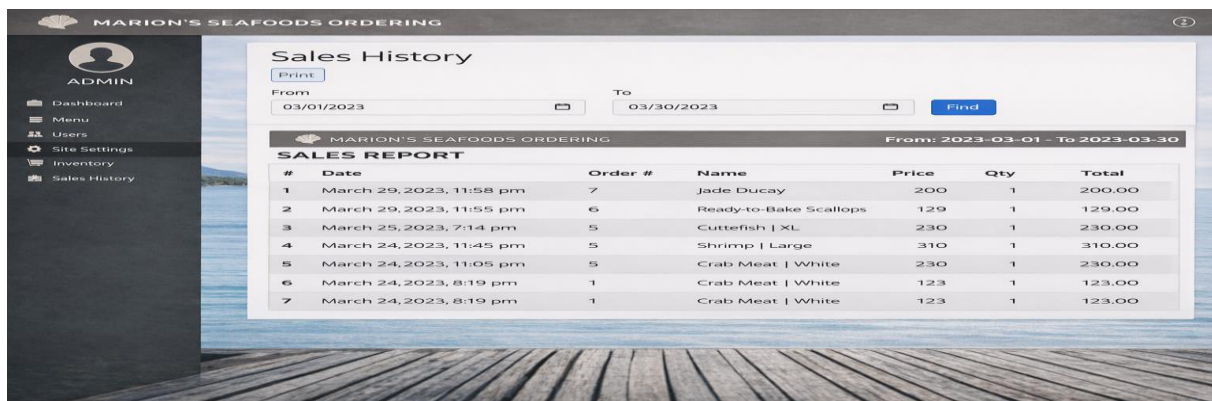 MARION'S SEAFOODS ORDERING
ADMIN
Dashboard
Menu
Users
Site Settings
Inventory
Sales History
Sales History
Print
From To
03/01/2023 03/30/2023 Find
MARION'S SEAFOODS ORDERING From: 2023-03-01 - To 2023-03-30
SALES REPORT
# Date Order # Name Price Qty Total
1 March 29,2023, 11:58 pm 7 Jade Ducay 200 1 200.00
2 March 29,2023, 11:55 pm 6 Ready-to-Bake Scallops 129 1 129.00
3 March 25,2023, 7:14 pm 5 Cuttefish | XL 230 1 230.00
4 March 24,2023, 11:45 pm 5 Shrimp | Large 310 1 310.00
5 March 24,2023, 11:05 pm 5 Crab Meat | White 230 1 230.00
6 March 24,2023, 8:19 pm 1 Crab Meat | White 123 1 123.00
7 March 24,2023, 8:19 pm 1 Crab Meat | White 123 1 123.00